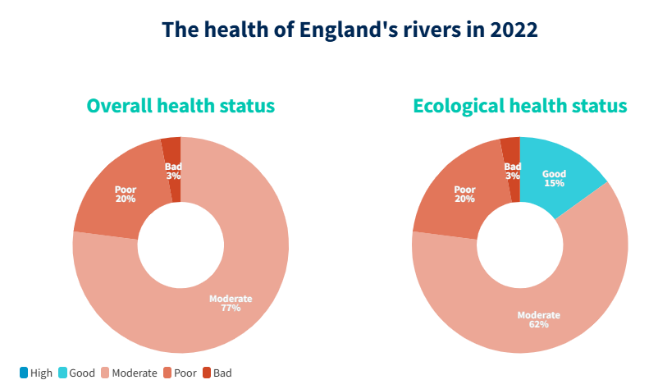 The health of England's rivers in 2022
Overall health status
Ecological health status
Bad
3%
Poor
20%
Moderate
77%
Bad
3%
Good
15%
Poor
20%
Moderate
62%
High Good Moderate Poor Bad